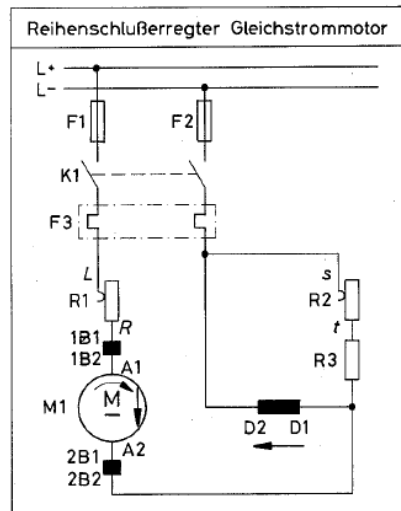 Reihenschlußerregter Gleichstrommotor
L+
L-
F1 F2
K1
F3
L s
R1 R2
R t
1B1
1B2
R3
A1
M1 M
D2 D1
A2
2B1
2B2